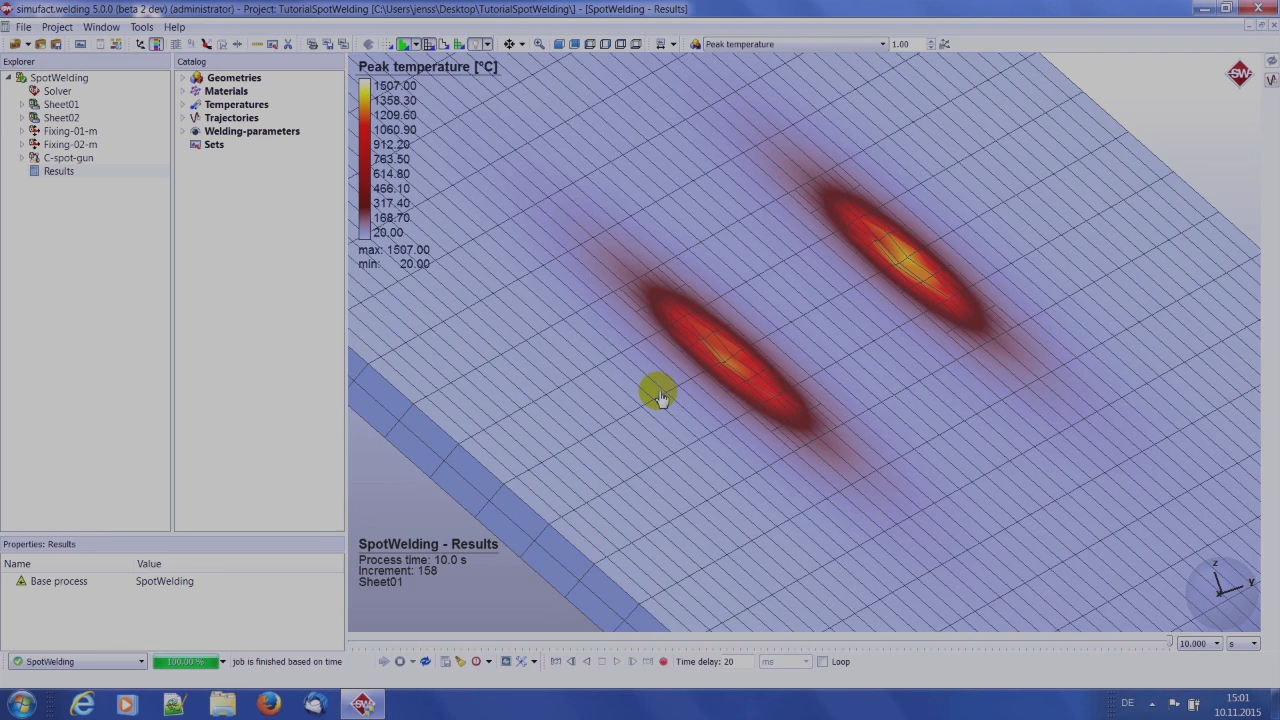 simufact.welding 5.0.0 (beta 2 dev) (administrator) - Project: TutorialSpotWelding [C:\Users\jenss\Desktop\TutorialSpotWelding\] - [SpotWelding - Results]
File Project Window Tools Help
Peak temperature 1.00
Explorer
SpotWelding
Solver
Sheet01
Sheet02
Fixing-01-m
Fixing-02-m
C-spot-gun
Results
Catalog
Geometries
Materials
Temperatures
Trajectories
Welding-parameters
Sets
Peak temperature [°C]
1507.00
1358.30
1209.60
1060.90
912.20
763.50
614.80
466.10
317.40
168.70
20.00
max: 1507.00
min: 20.00
SW
SpotWelding - Results
Process time: 10.0 s
Increment: 158
Sheet01
z
y
x
Properties: Results
Name Value
Base process SpotWelding
10.000 s
SpotWelding 100.00 % job is finished based on time Time delay: 20 ms Loop
DE 15:01
10.11.2015